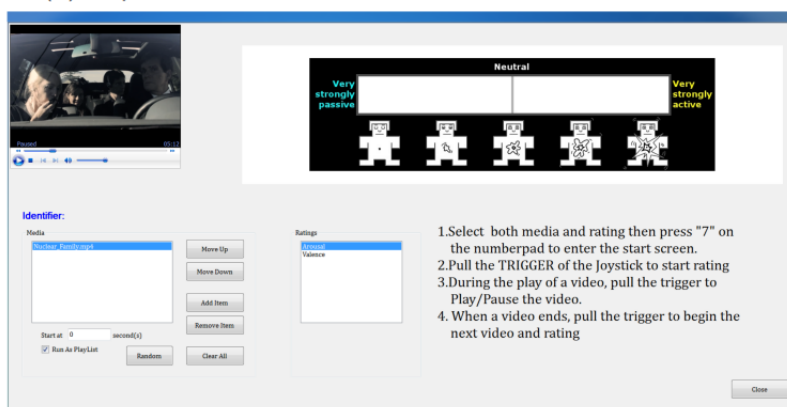 Neutral
Very
strongly
passive
Very
strongly
active
Paused
05:12
Identifier:
Media
Nuclear_Family.mp4
Move Up
Move Down
Add Item
Remove Item
Start at 0 second(s)
Run As PlayList
Random
Clear All
Ratings
Arousal
Valence
1.Select both media and rating then press "7" on
the numberpad to enter the start screen.
2.Pull the TRIGGER of the Joystick to start rating
3.During the play of a video, pull the trigger to
Play/Pause the video.
4. When a video ends, pull the trigger to begin the
next video and rating
Close